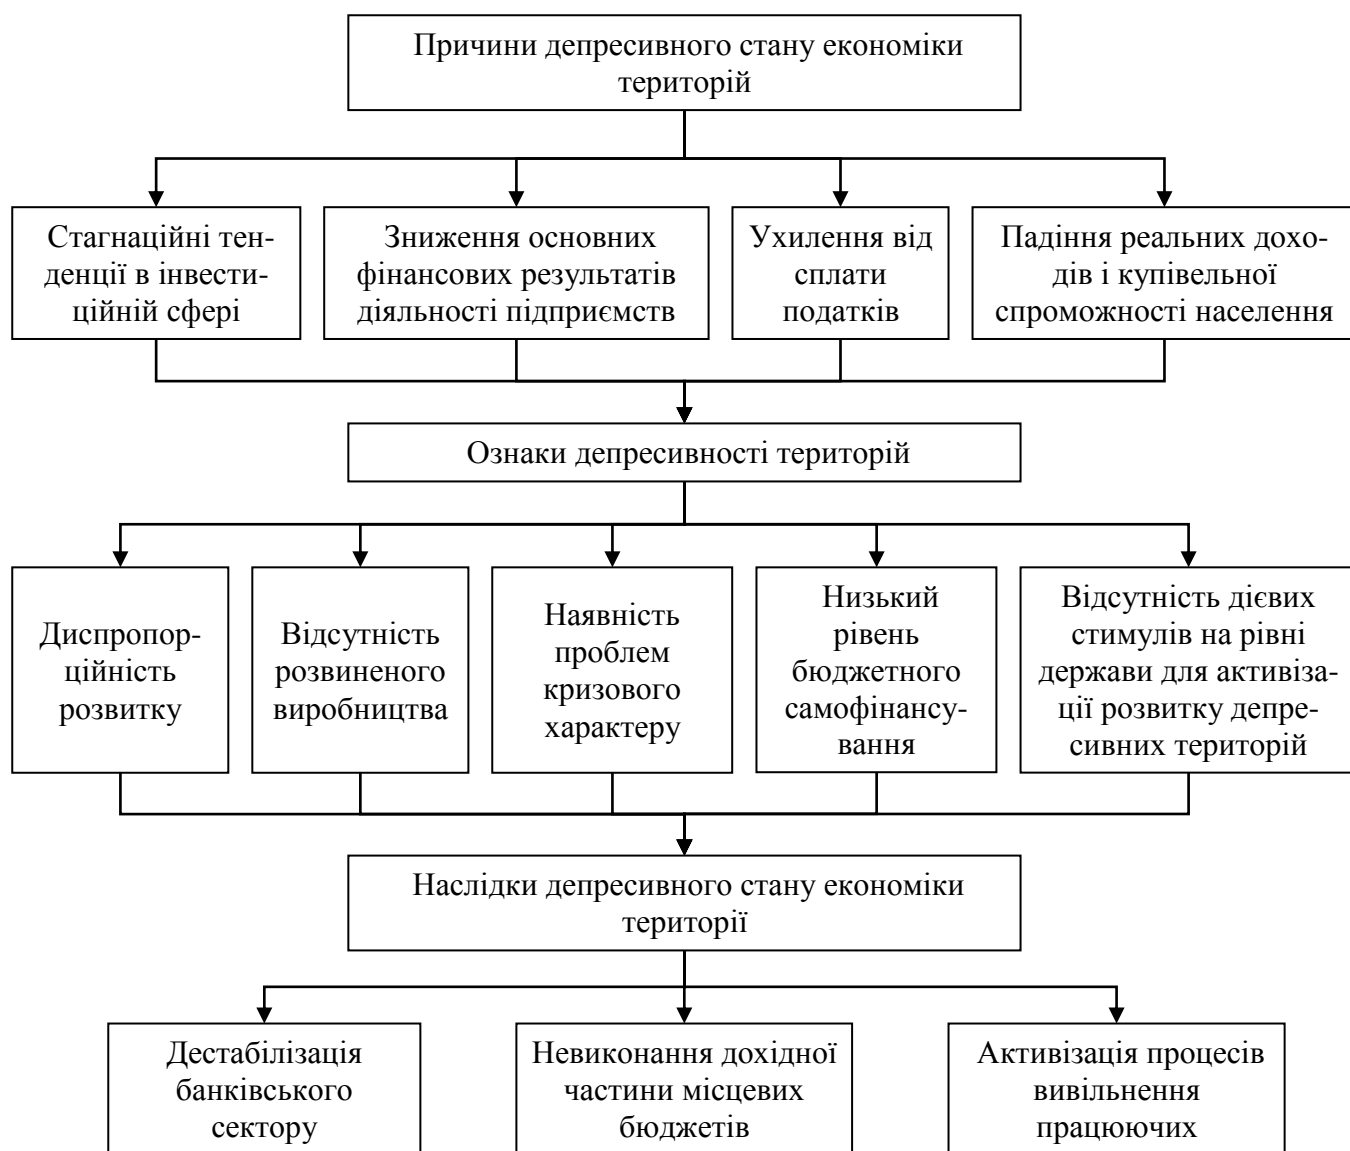 Причини депресивного стану економіки
територій
Стагнаційні тен-
денції в інвести-
ційній сфері
Зниження основних
фінансових результатів
діяльності підприємств
Ухилення від
сплати
податків
Падіння реальних дохо-
дів і купівельної
спроможності населення
Ознаки депресивності територій
Диспропор-
ційність
розвитку
Відсутність
розвиненого
виробництва
Наявність
проблем
кризового
характеру
Низький
рівень
бюджетного
самофінансу-
вання
Відсутність дієвих
стимулів на рівні
держави для активіза-
ції розвитку депре-
сивних територій
Наслідки депресивного стану економіки
території
Дестабілізація
банківського
сектору
Невиконання дохідної
частини місцевих
бюджетів
Активізація процесів
вивільнення
працюючих